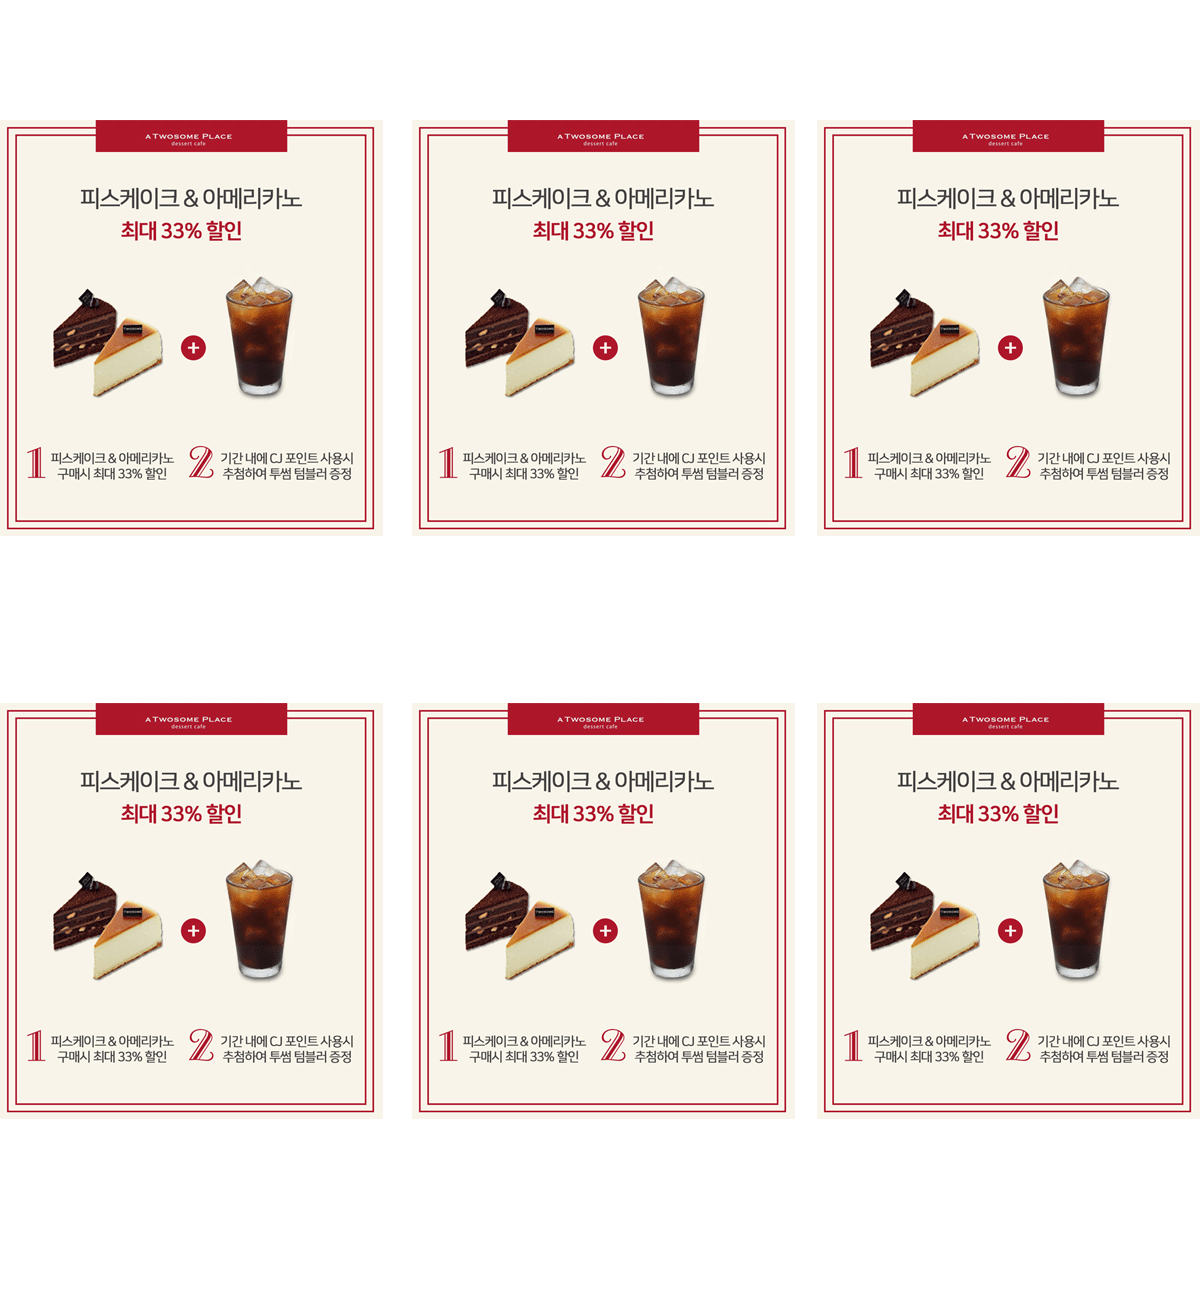 A TWOSOME PLACE
dessert cafe
피스케이크 & 아메리카노
최대 33% 할인
TWOSOME
+
1 피스케이크 & 아메리카노
구매시 최대 33% 할인
2 기간 내에 CJ 포인트 사용시
추첨하여 투썸 텀블러 증정
A TWOSOME PLACE
dessert cafe
피스케이크 & 아메리카노
최대 33% 할인
TWOSOME
+
1 피스케이크 & 아메리카노
구매시 최대 33% 할인
2 기간 내에 CJ 포인트 사용시
추첨하여 투썸 텀블러 증정
A TWOSOME PLACE
dessert cafe
피스케이크 & 아메리카노
최대 33% 할인
TWOSOME
+
1 피스케이크 & 아메리카노
구매시 최대 33% 할인
2 기간 내에 CJ 포인트 사용시
추첨하여 투썸 텀블러 증정
A TWOSOME PLACE
dessert cafe
피스케이크 & 아메리카노
최대 33% 할인
TWOSOME
+
1 피스케이크 & 아메리카노
구매시 최대 33% 할인
2 기간 내에 CJ 포인트 사용시
추첨하여 투썸 텀블러 증정
A TWOSOME PLACE
dessert cafe
피스케이크 & 아메리카노
최대 33% 할인
TWOSOME
+
1 피스케이크 & 아메리카노
구매시 최대 33% 할인
2 기간 내에 CJ 포인트 사용시
추첨하여 투썸 텀블러 증정
A TWOSOME PLACE
dessert cafe
피스케이크 & 아메리카노
최대 33% 할인
TWOSOME
+
1 피스케이크 & 아메리카노
구매시 최대 33% 할인
2 기간 내에 CJ 포인트 사용시
추첨하여 투썸 텀블러 증정